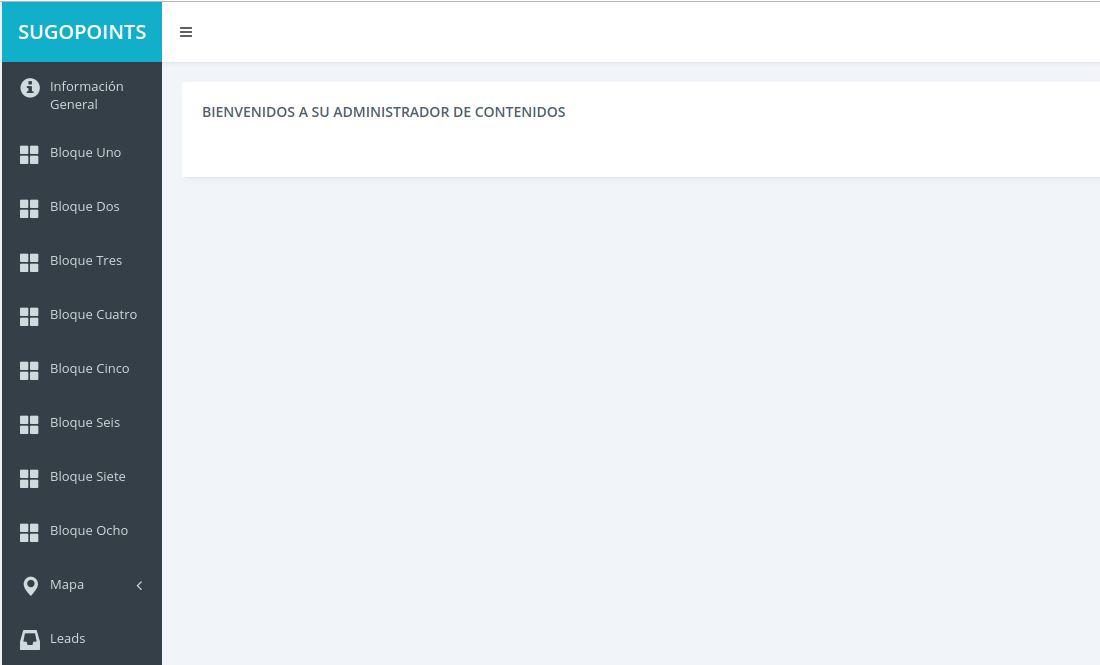 SUGOPOINTS
Información
General
Bloque Uno
Bloque Dos
Bloque Tres
Bloque Cuatro
Bloque Cinco
Bloque Seis
Bloque Siete
Bloque Ocho
Mapa
Leads
BIENVENIDOS A SU ADMINISTRADOR DE CONTENIDOS